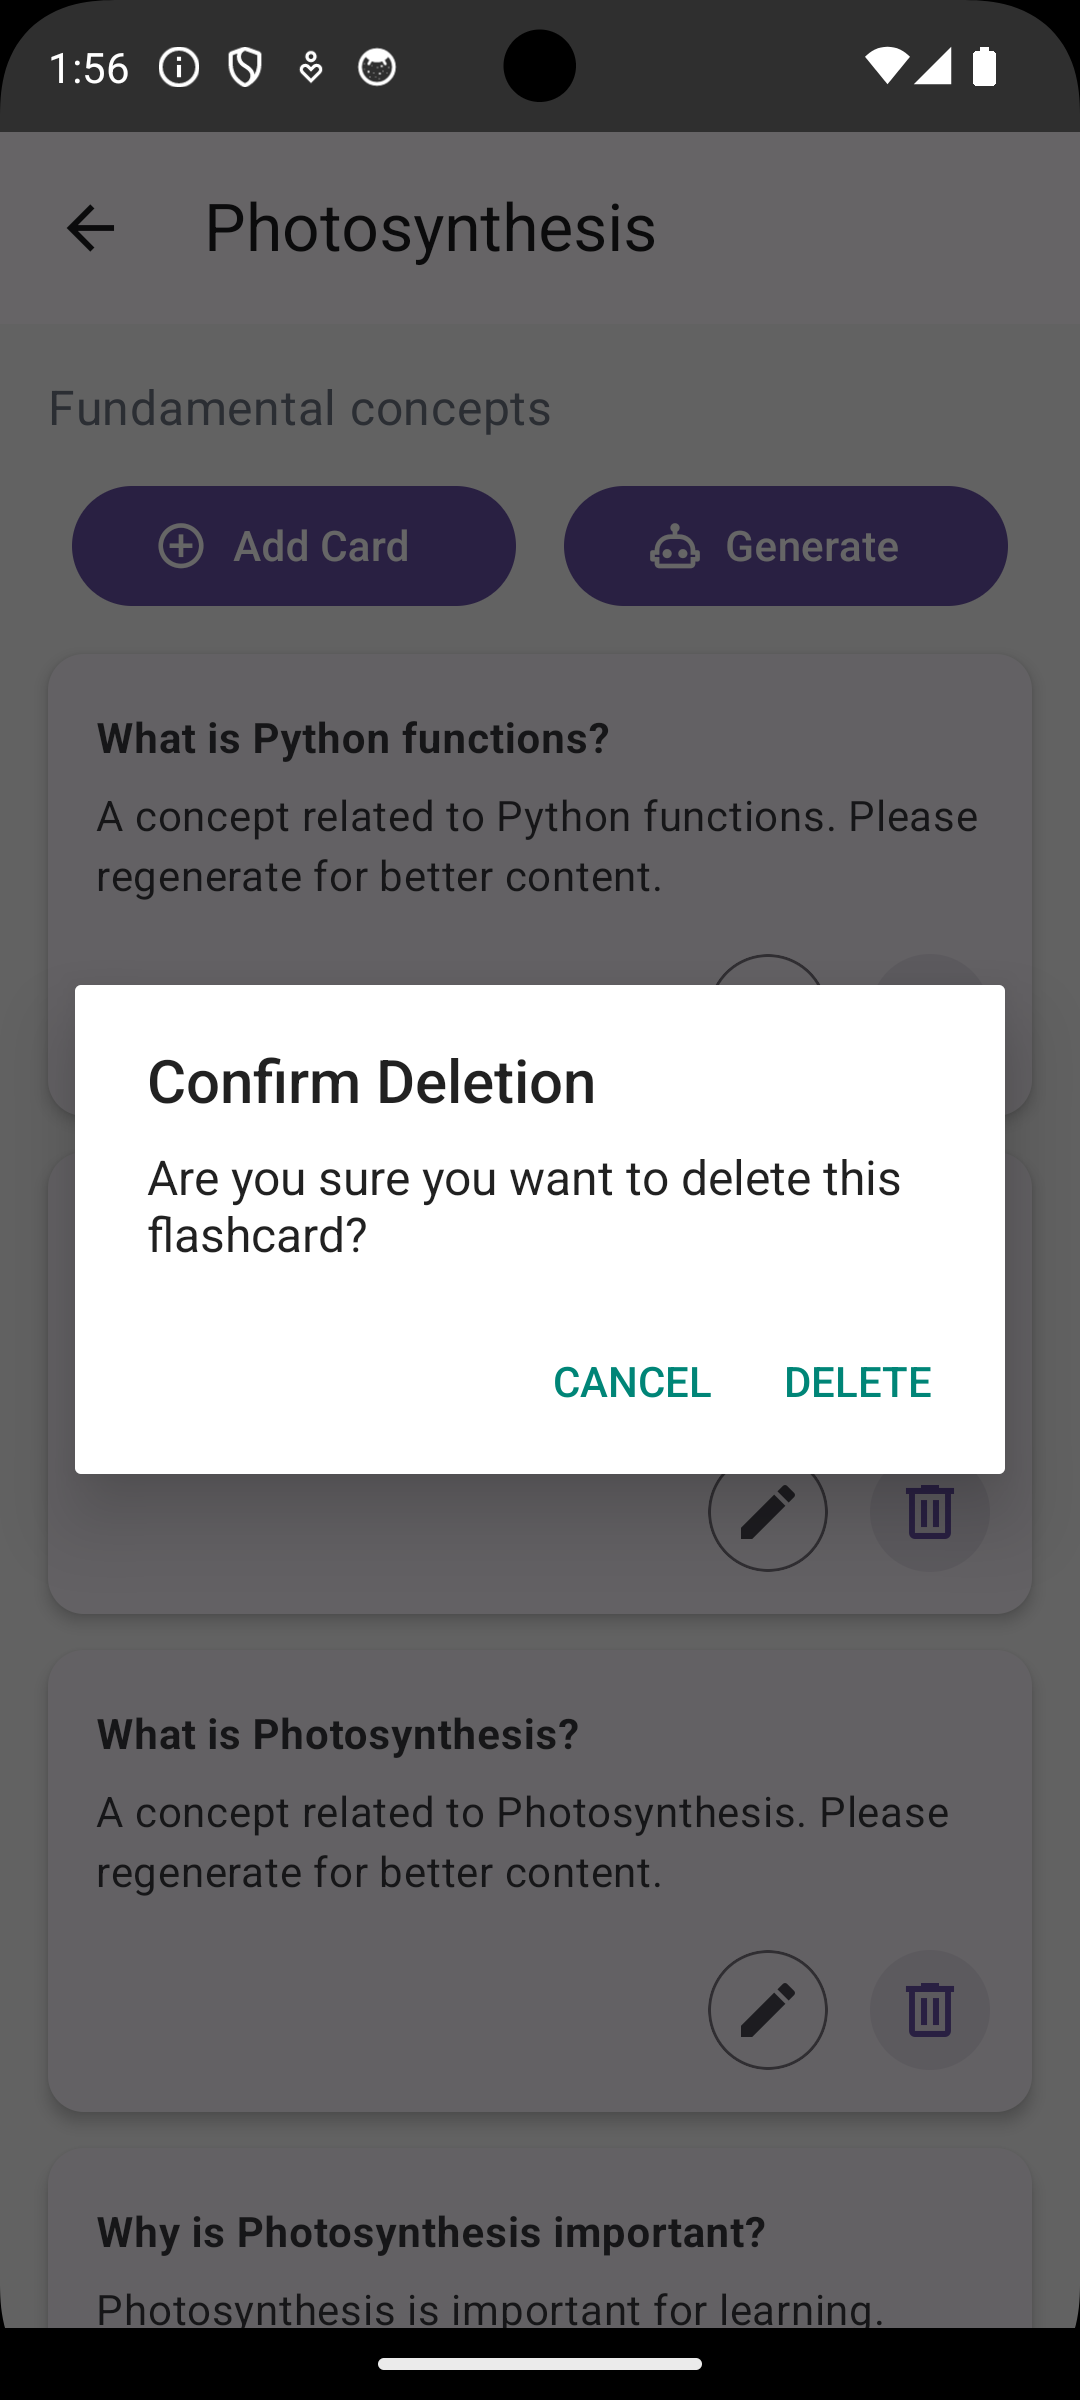 1:56
Photosynthesis
Fundamental concepts
Add Card
Generate
What is Python functions?
A concept related to Python functions. Please
regenerate for better content.
Confirm Deletion
Are you sure you want to delete this
flashcard?
CANCEL
DELETE
What is Photosynthesis?
A concept related to Photosynthesis. Please
regenerate for better content.
Why is Photosynthesis important?
Photosynthesis is important for learning.